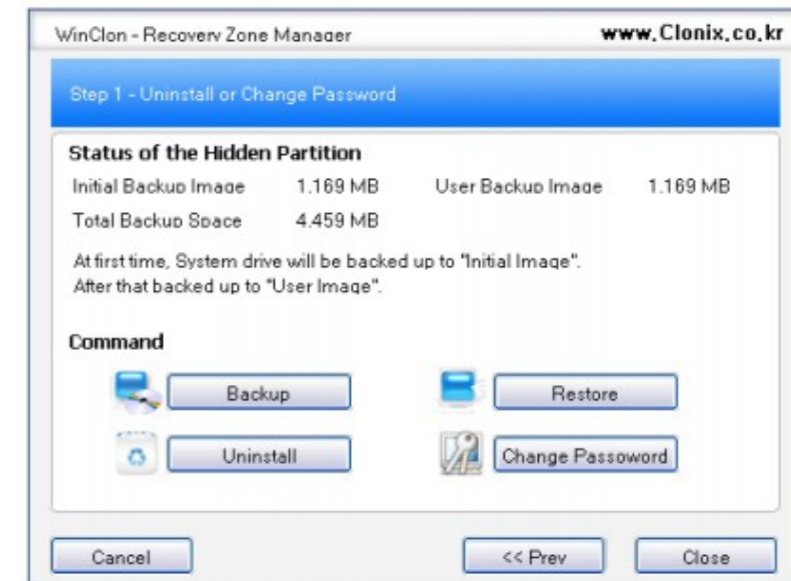 WinClon - Recovery Zone Manager www.Clonix.co.kr
Step 1 - Uninstall or Change Password
Status of the Hidden Partition
Initial Backup Image 1.169 MB User Backup Image 1.169 MB
Total Backup Space 4.459 MB
At first time, System drive will be backed up to "Initial Image".
After that backed up to "User Image".
Command
Backup Restore
Uninstall Change Passoword
Cancel << Prev Close